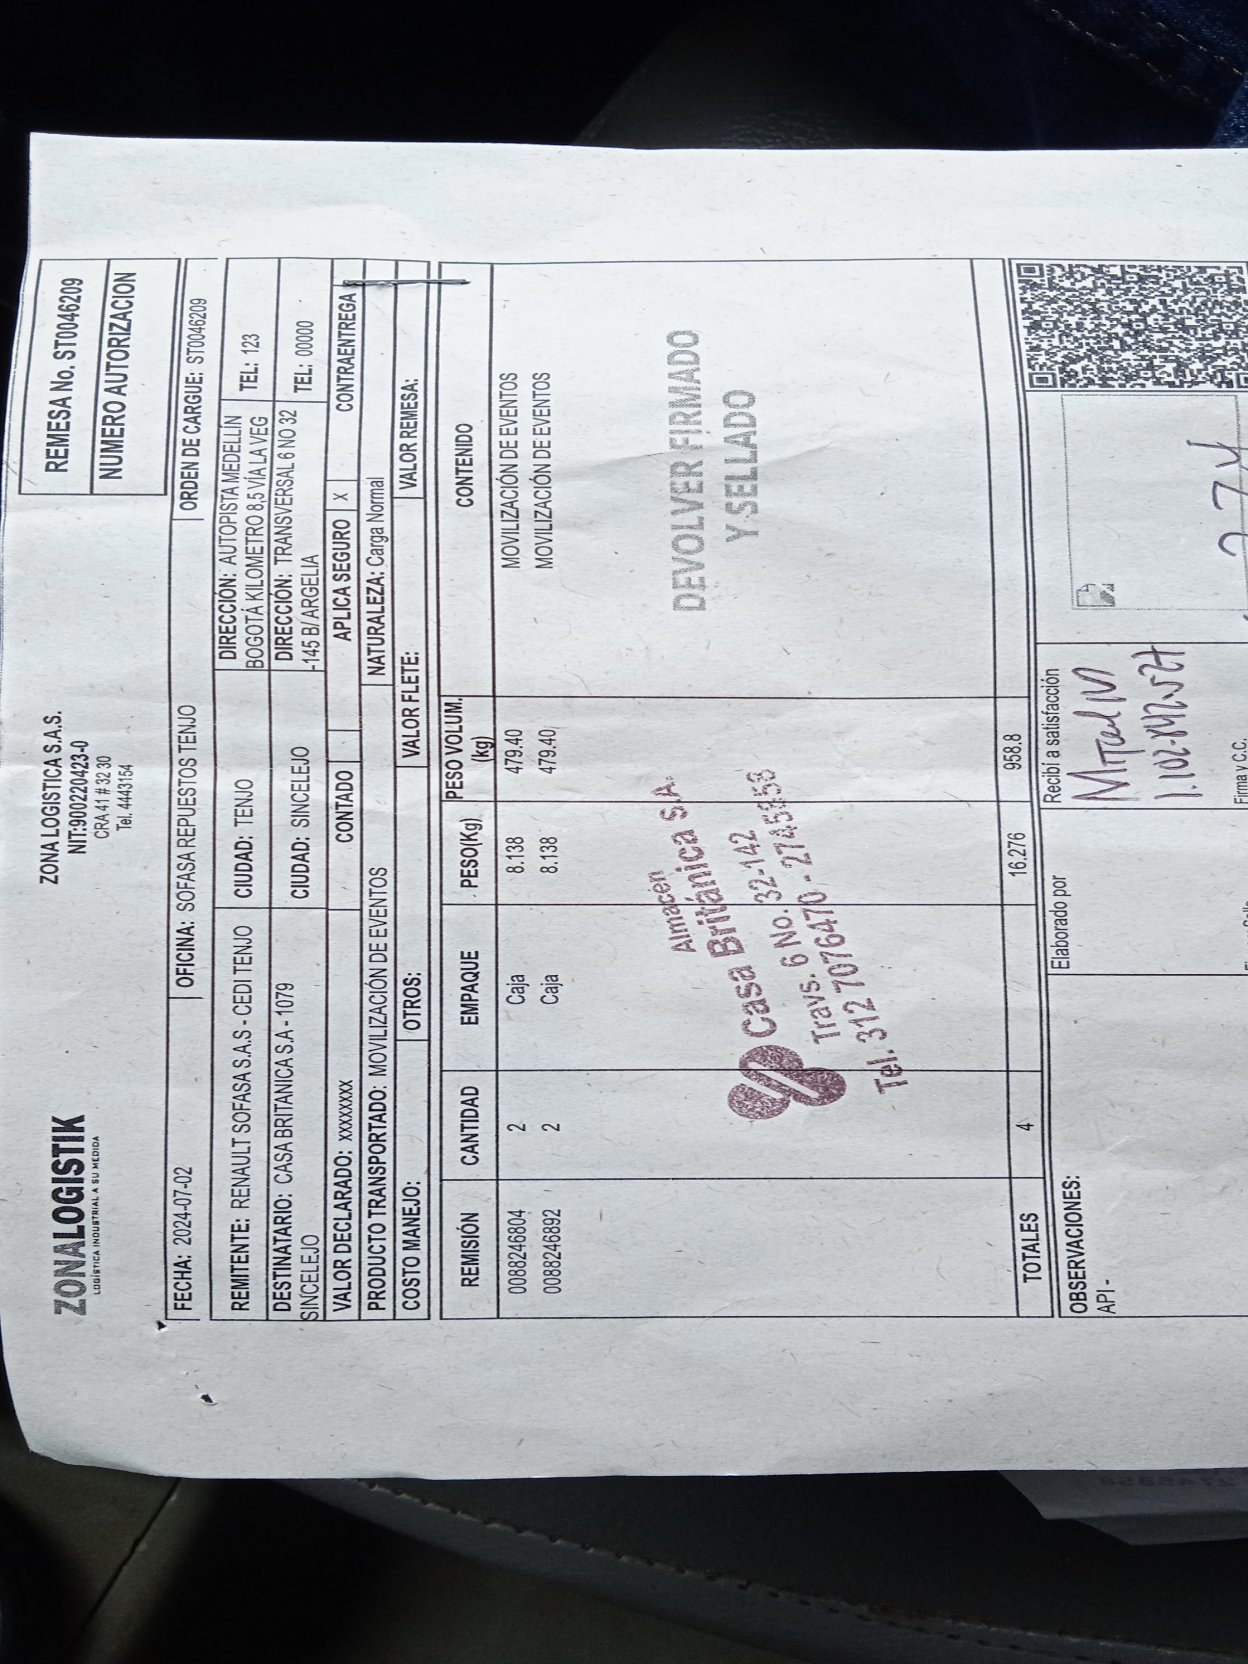 ZONALOGISTIK
LOGÍSTICA INDUSTRIAL A SU MEDIDA
ZONA LOGISTICA S.A.S.
NIT:9002220423-0
CRA 41 # 32 30
Tel. 4443154
REMESA No. ST0046209
NUMERO AUTORIZACION
FECHA: 2024-07-02 OFICINA: SOFASA REPUESTOS TENJO ORDEN DE CARGUE: ST0046209
REMITENTE: RENAULT SOFASA S.A.S - CEDI TENJO CIUDAD: TENJO DIRECCIÓN: AUTOPISTA MEDELLÍN TEL: 123
BOGOTÁ KILOMETRO 8,5 VÍA LA VEG
DESTINATARIO: CASA BRITANICA S.A - 1079 CIUDAD: SINCELEJO DIRECCIÓN: TRANSVERSAL 6 NO 32 TEL: 00000
SINCELEJO -145 B/ ARGELIA
VALOR DECLARADO: xxxxxxxx CONTADO APLICA SEGURO X CONTRAENTREGA
PRODUCTO TRANSPORTADO: MOVILIZACIÓN DE EVENTOS NATURALEZA: Carga Normal
COSTO MANEJO: OTROS: VALOR FLETE: VALOR REMESA:
REMISIÓN CANTIDAD EMPAQUE PESO(Kg) PESO VOLUM. (kg) CONTENIDO
0088246804 2 Caja 8.138 479.40 MOVILIZACIÓN DE EVENTOS
0088246892 2 Caja 8.138 479.40 MOVILIZACIÓN DE EVENTOS
Almacén
Casa Británica S.A.
Travs. 6 No. 32-142
Tel. 312 7076470 - 2745858
DEVOLVER FIRMADO
Y SELLADO
TOTALES 4 16.276 958.8
OBSERVACIONES:
API -
Elaborado por
Recibí a satisfacción
Firma y C.C.